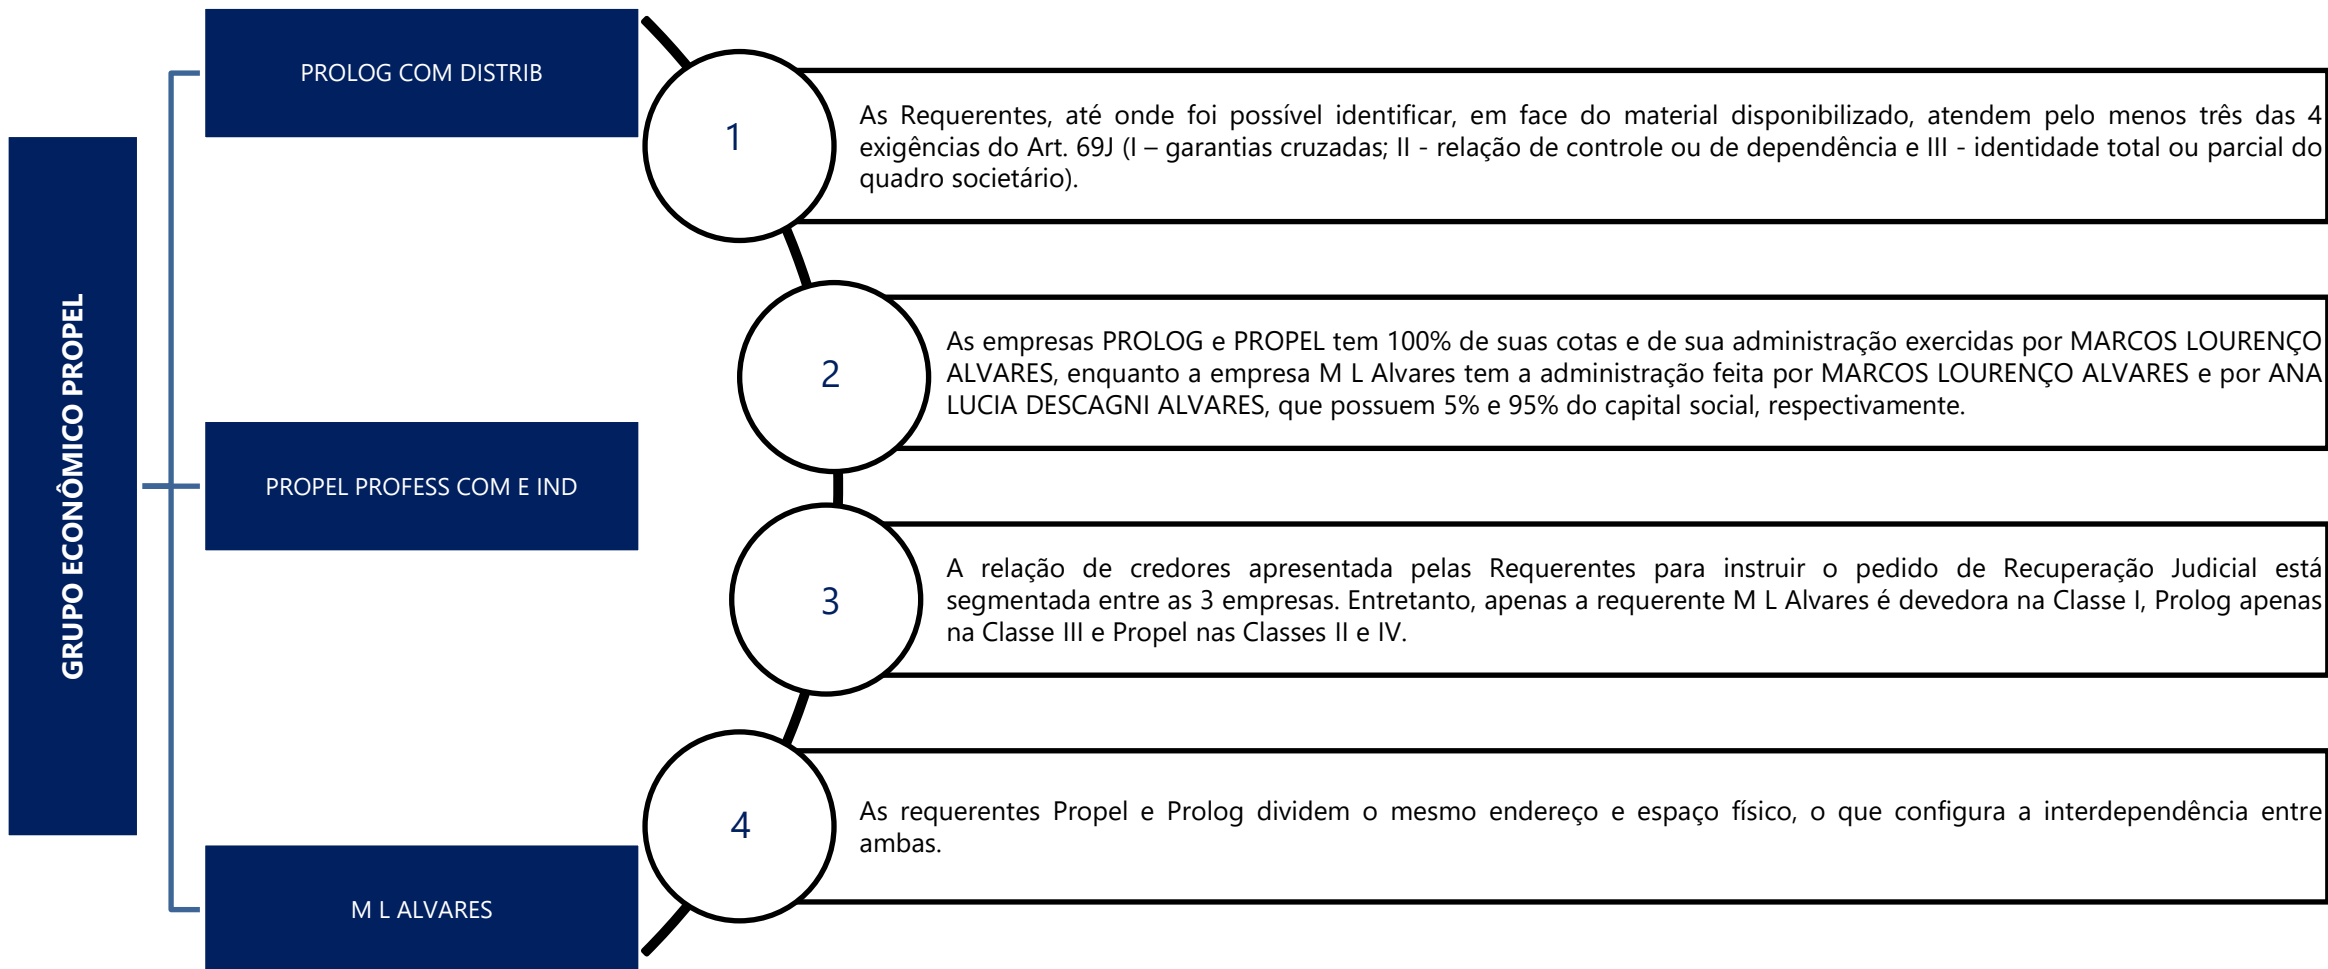 GRUPO ECONÔMICO PROPEL
PROLOG COM DISTRIB
PROPEL PROFESS COM E IND
M L ALVARES
1
As Requerentes, até onde foi possível identificar, em face do material disponibilizado, atendem pelo menos três das 4
exigências do Art. 69J (I – garantias cruzadas; II - relação de controle ou de dependência e III - identidade total ou parcial do
quadro societário).
2
As empresas PROLOG e PROPEL tem 100% de suas cotas e de sua administração exercidas por MARCOS LOURENÇO
ALVARES, enquanto a empresa M L Alvares tem a administração feita por MARCOS LOURENÇO ALVARES e por ANA
LUCIA DESCAGNI ALVARES, que possuem 5% e 95% do capital social, respectivamente.
3
A relação de credores apresentada pelas Requerentes para instruir o pedido de Recuperação Judicial está
segmentada entre as 3 empresas. Entretanto, apenas a requerente M L Alvares é devedora na Classe I, Prolog apenas
na Classe III e Propel nas Classes II e IV.
4
As requerentes Propel e Prolog dividem o mesmo endereço e espaço físico, o que configura a interdependência entre
ambas.